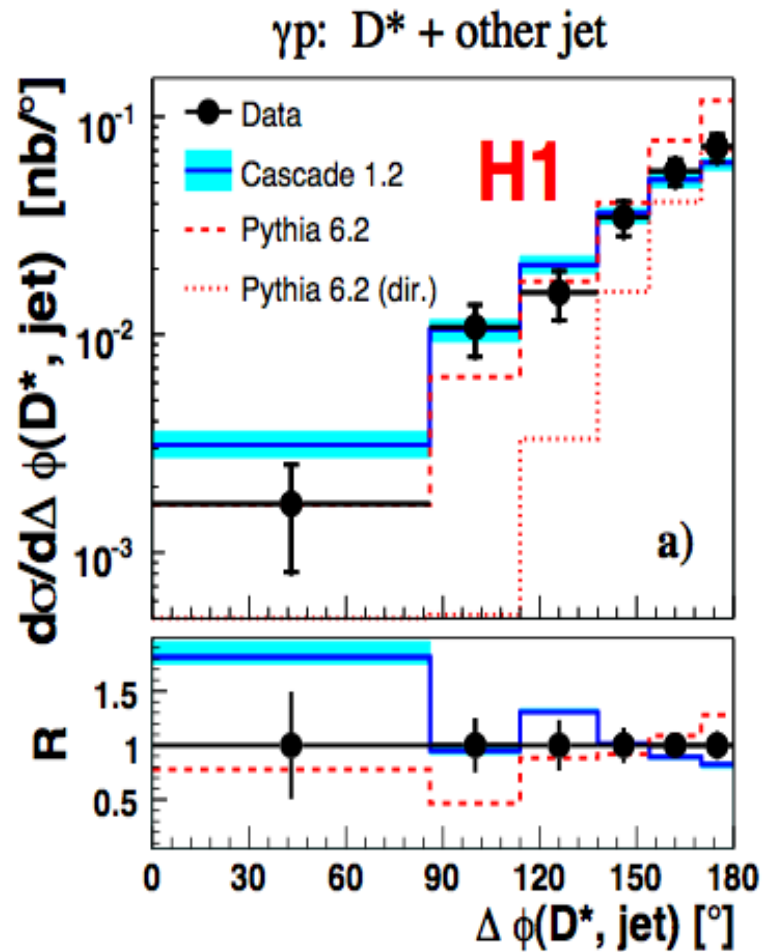 γp: D* + other jet
dσ/dΔ ϕ(D*, jet) [nb/°]
10⁻¹
10⁻²
10⁻³
Data
Cascade 1.2
Pythia 6.2
Pythia 6.2 (dir.)
H1
a)
R
1.5
1
0.5
0 30 60 90 120 150 180
Δ ϕ(D*, jet) [°]